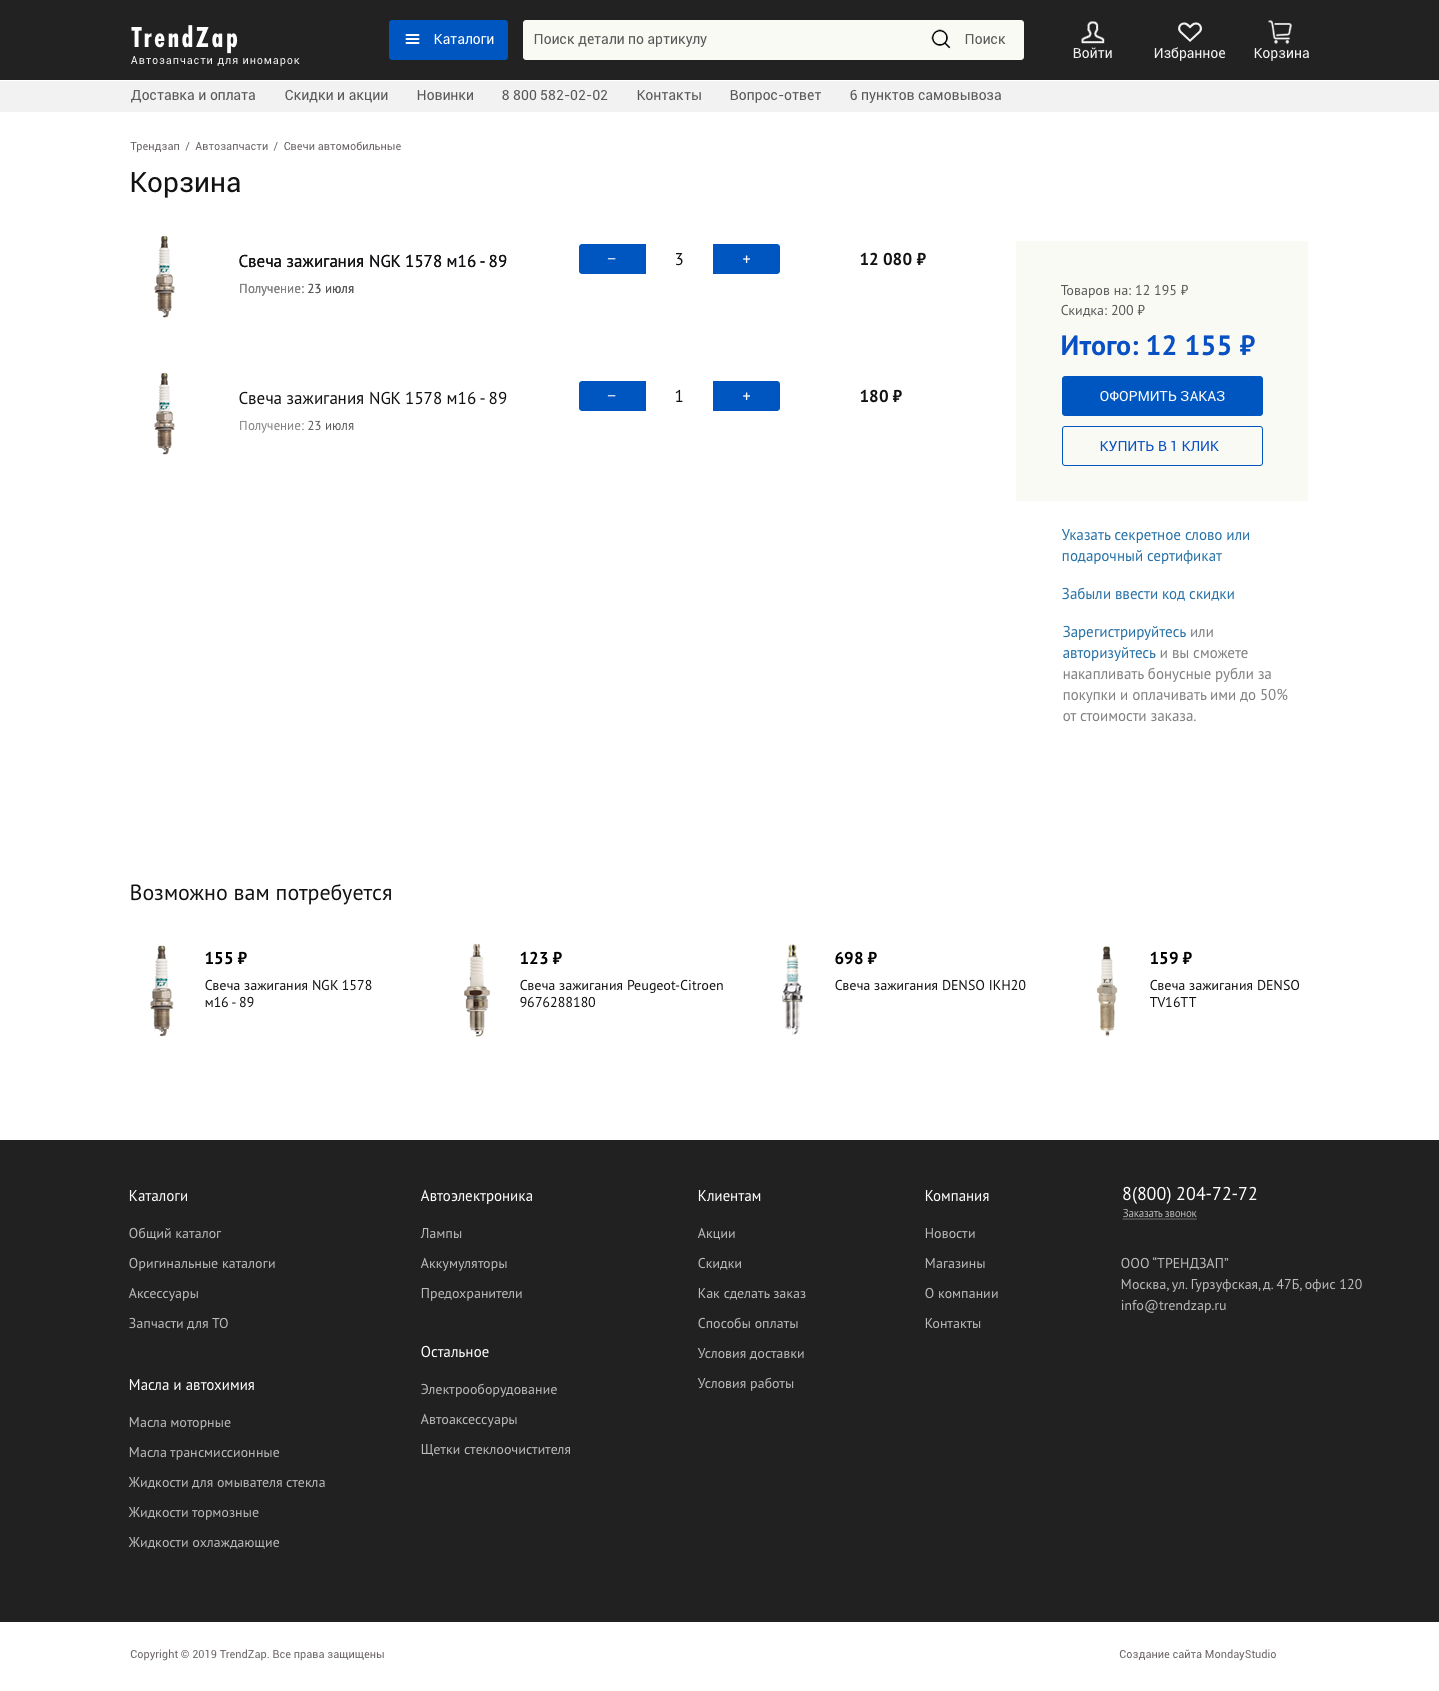 TrendZap
Автозапчасти для иномарок
Каталоги
Поиск детали по артикулу
Поиск
Войти
Избранное
Корзина
Доставка и оплата
Скидки и акции
Новинки
8 800 582-02-02
Контакты
Вопрос-ответ
6 пунктов самовывоза
Трендзап / Автозапчасти / Свечи автомобильные
Корзина
Свеча зажигания NGK 1578 м16 - 89
Получение: 23 июля
−
3
+
12 080 ₽
Свеча зажигания NGK 1578 м16 - 89
Получение: 23 июля
−
1
+
180 ₽
Товаров на: 12 195 ₽
Скидка: 200 ₽
Итого: 12 155 ₽
ОФОРМИТЬ ЗАКАЗ
КУПИТЬ В 1 КЛИК
Указать секретное слово или
подарочный сертификат
Забыли ввести код скидки
Зарегистрируйтесь или
авторизуйтесь и вы сможете
накапливать бонусные рубли за
покупки и оплачивать ими до 50%
от стоимости заказа.
Возможно вам потребуется
155 ₽
Свеча зажигания NGK 1578
м16 - 89
123 ₽
Свеча зажигания Peugeot-Citroen
9676288180
698 ₽
Свеча зажигания DENSO IKH20
159 ₽
Свеча зажигания DENSO
TV16TT
Каталоги
Общий каталог
Оригинальные каталоги
Аксессуары
Запчасти для ТО
Масла и автохимия
Масла моторные
Масла трансмиссионные
Жидкости для омывателя стекла
Жидкости тормозные
Жидкости охлаждающие
Автоэлектроника
Лампы
Аккумуляторы
Предохранители
Остальное
Электрооборудование
Автоаксессуары
Щетки стеклоочистителя
Клиентам
Акции
Скидки
Как сделать заказ
Способы оплаты
Условия доставки
Условия работы
Компания
Новости
Магазины
О компании
Контакты
8(800) 204-72-72
Заказать звонок
ООО “ТРЕНДЗАП”
Москва, ул. Гурзуфская, д. 47Б, офис 120
info@trendzap.ru
Copyright © 2019 TrendZap. Все права защищены
Создание сайта MondayStudio